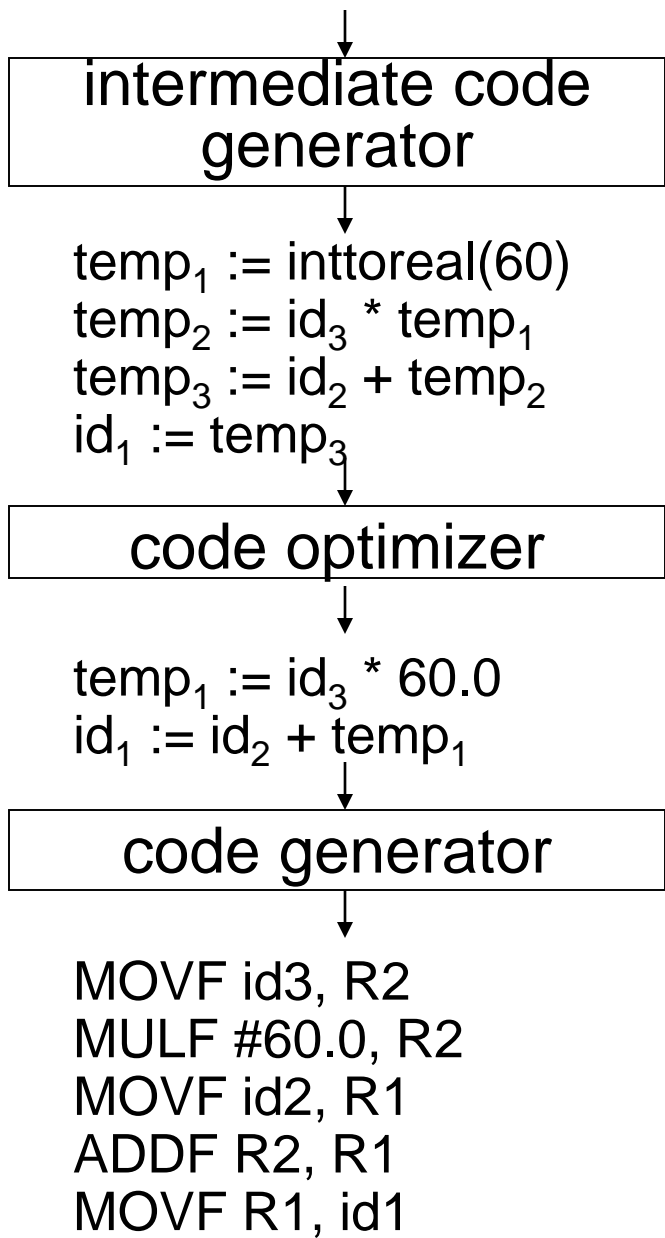 intermediate code
generator
temp₁ := inttoreal(60)
temp₂ := id₃ * temp₁
temp₃ := id₂ + temp₂
id₁ := temp₃
code optimizer
temp₁ := id₃ * 60.0
id₁ := id₂ + temp₁
code generator
MOVF id3, R2
MULF #60.0, R2
MOVF id2, R1
ADDF R2, R1
MOVF R1, id1